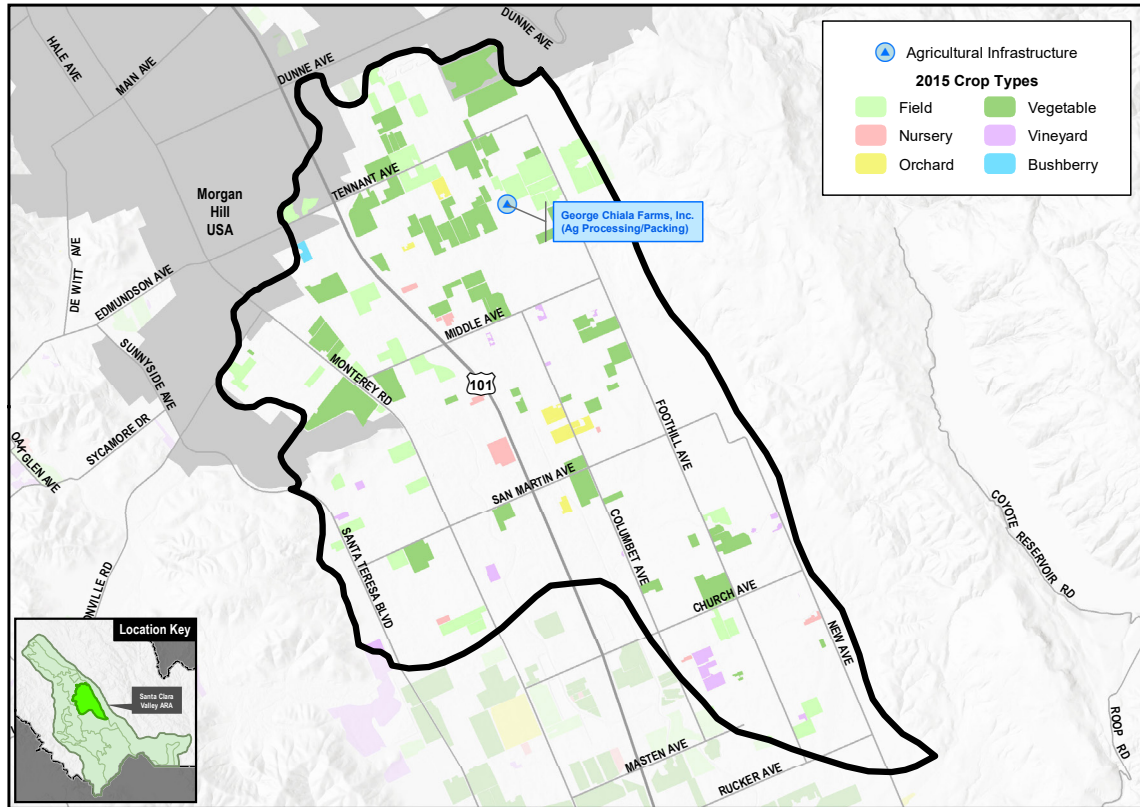 DUNNE AVE
DUNNE AVE
HALE AVE
MAIN AVE
Agricultural Infrastructure
2015 Crop Types
Field
Vegetable
Nursery
Vineyard
Orchard
Bushberry
TENNANT AVE
Morgan
Hill
USA
George Chiala Farms, Inc.
(Ag Processing/Packing)
DE WITT AVE
EDMUNDSON AVE
MIDDLE AVE
SUNNYSIDE AVE
MONTEREY RD
101
FOOTHILL AVE
SYCAMORE DR
OAK GLEN AVE
SAN MARTIN AVE
COLUMBET AVE
COYOTE RESERVOIR RD
SANTA TERESA BLVD
ONVILLE RD
CHURCH AVE
NEW AVE
Location Key
Santa Clara
Valley ARA
ROOP RD
MASTEN AVE
RUCKER AVE